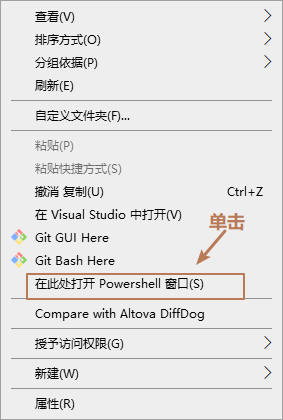 查看(V)
排序方式(O)
分组依据(P)
刷新(E)
自定义文件夹(F)...
粘贴(P)
粘贴快捷方式(S)
撤消 复制(U) Ctrl+Z
在 Visual Studio 中打开(V)
单击
Git GUI Here
Git Bash Here
在此处打开 Powershell 窗口(S)
Compare with Altova DiffDog
授予访问权限(G)
新建(W)
属性(R)